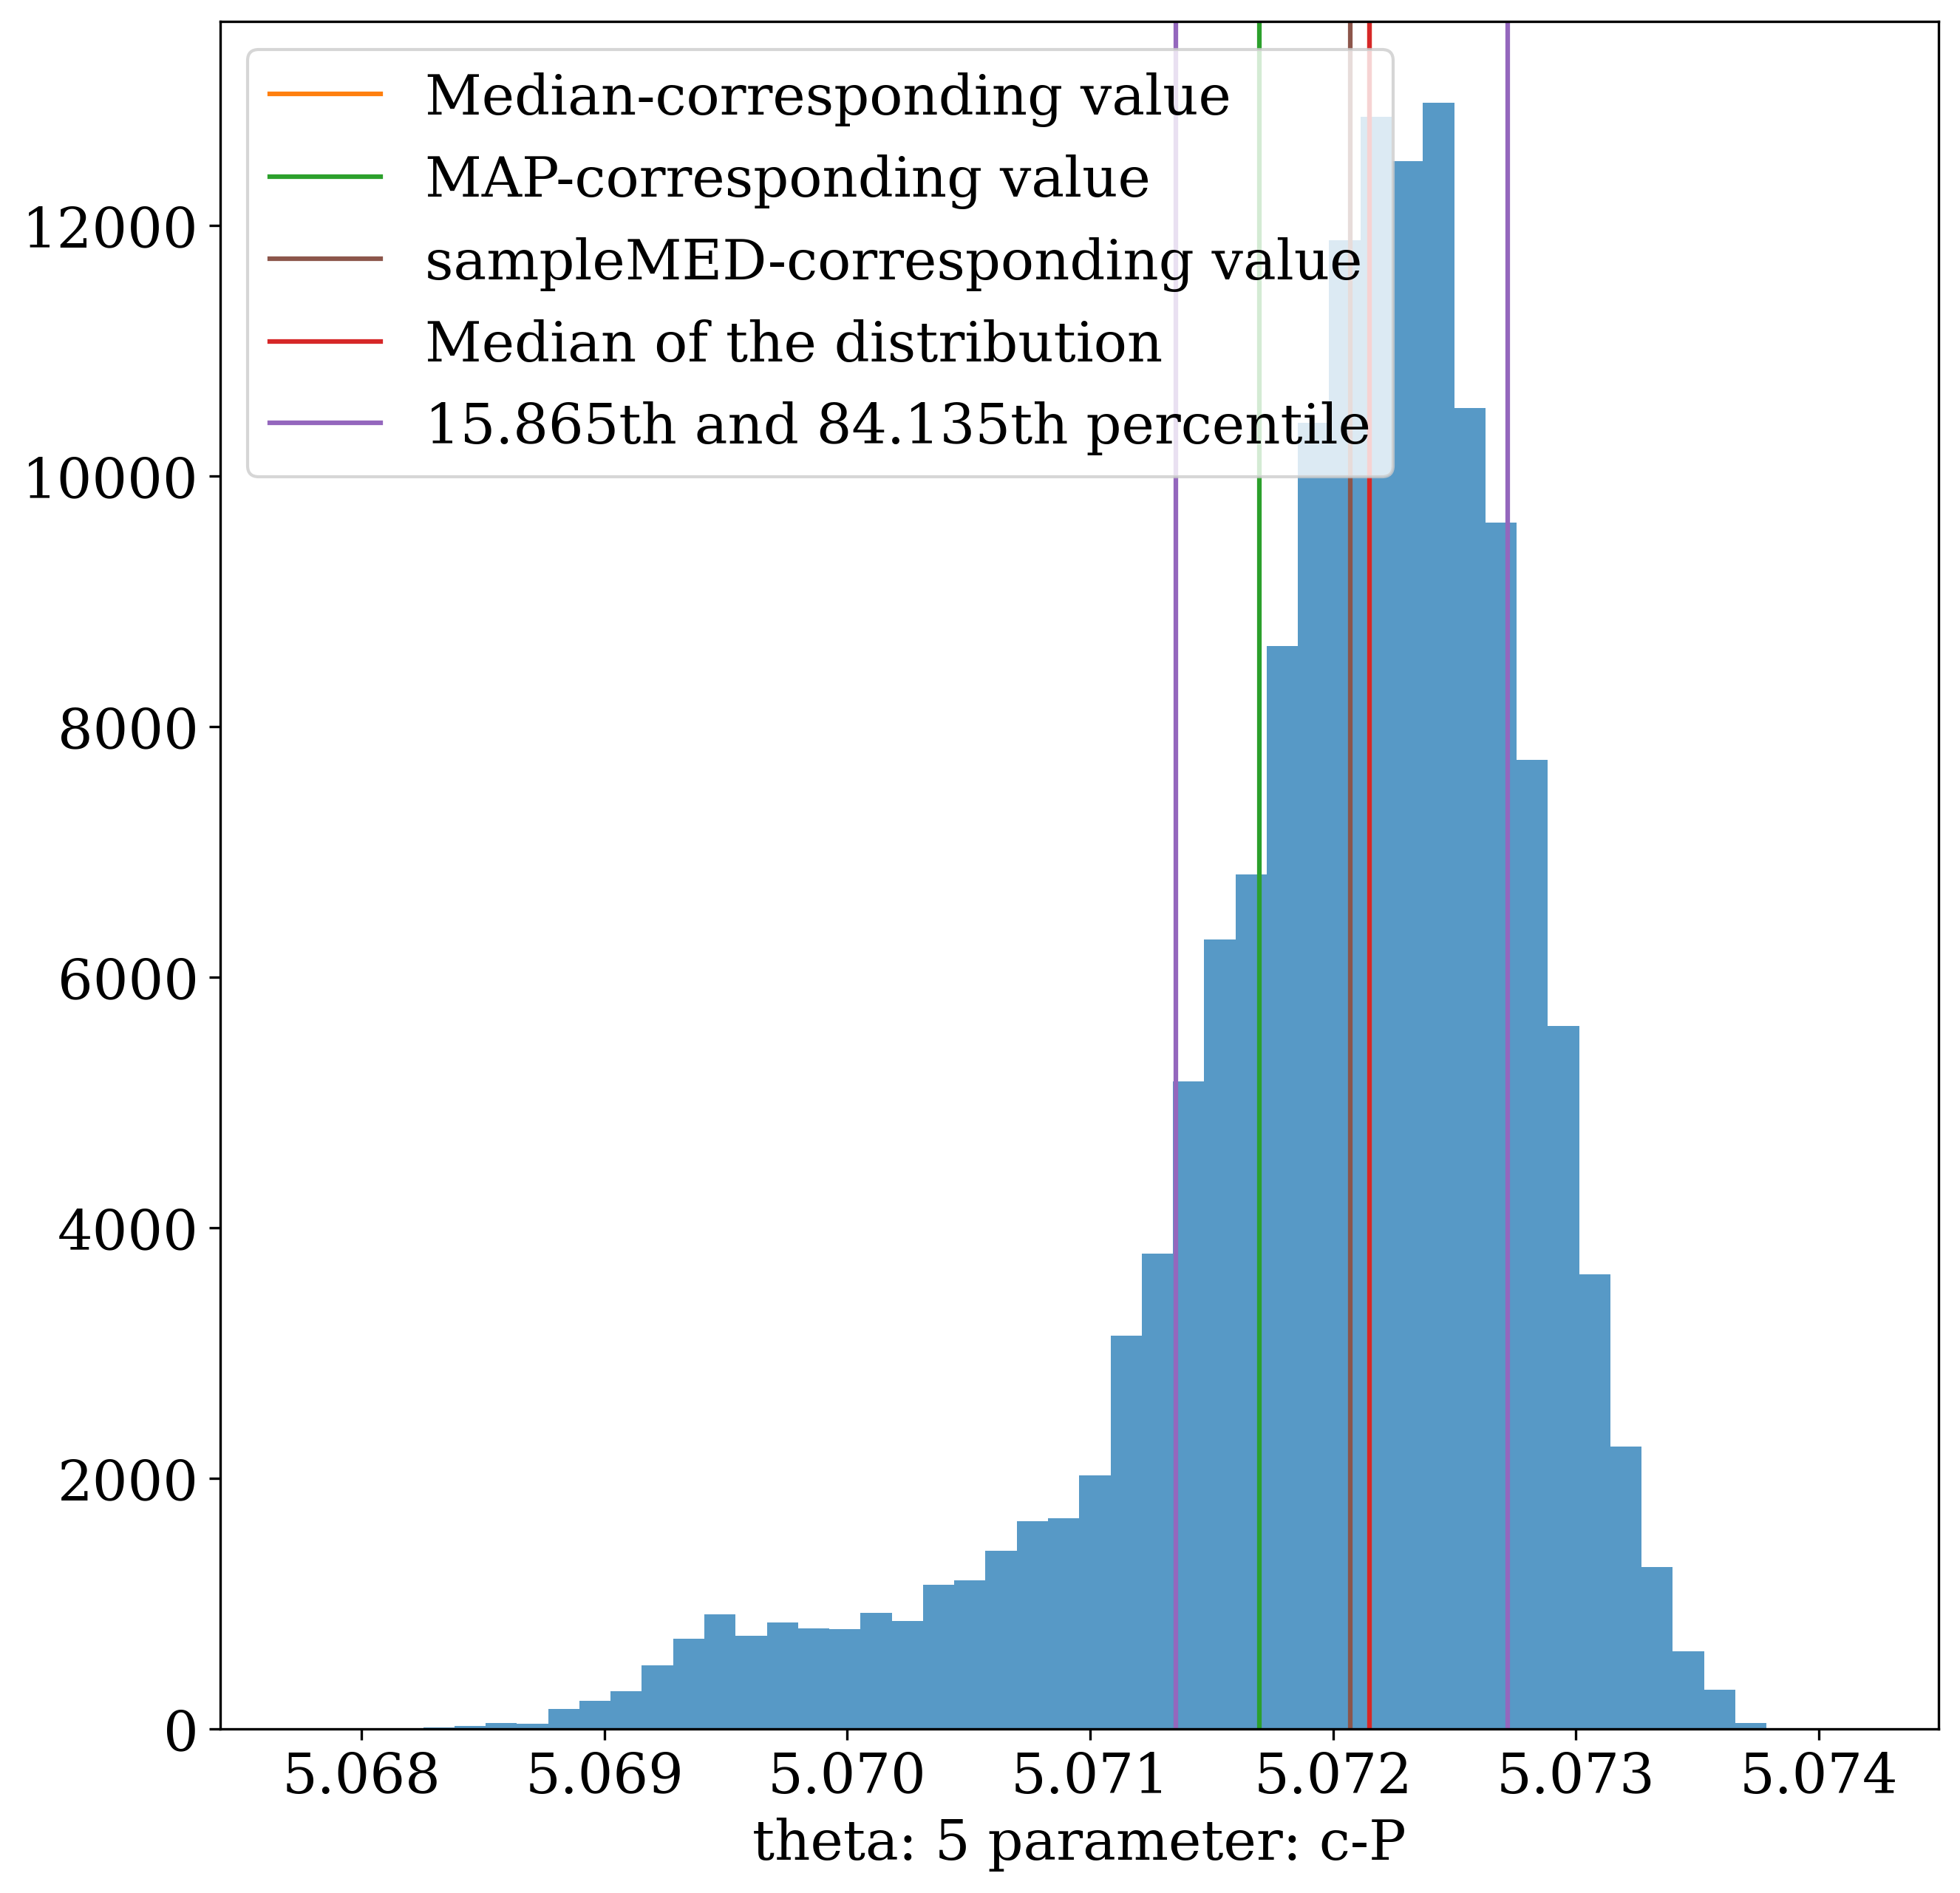 Median-corresponding value
MAP-corresponding value
sampleMED-corresponding value
Median of the distribution
15.865th and 84.135th percentile
12000
10000
8000
6000
4000
2000
0
5.068 5.069 5.070 5.071 5.072 5.073 5.074
theta: 5 parameter: c-P